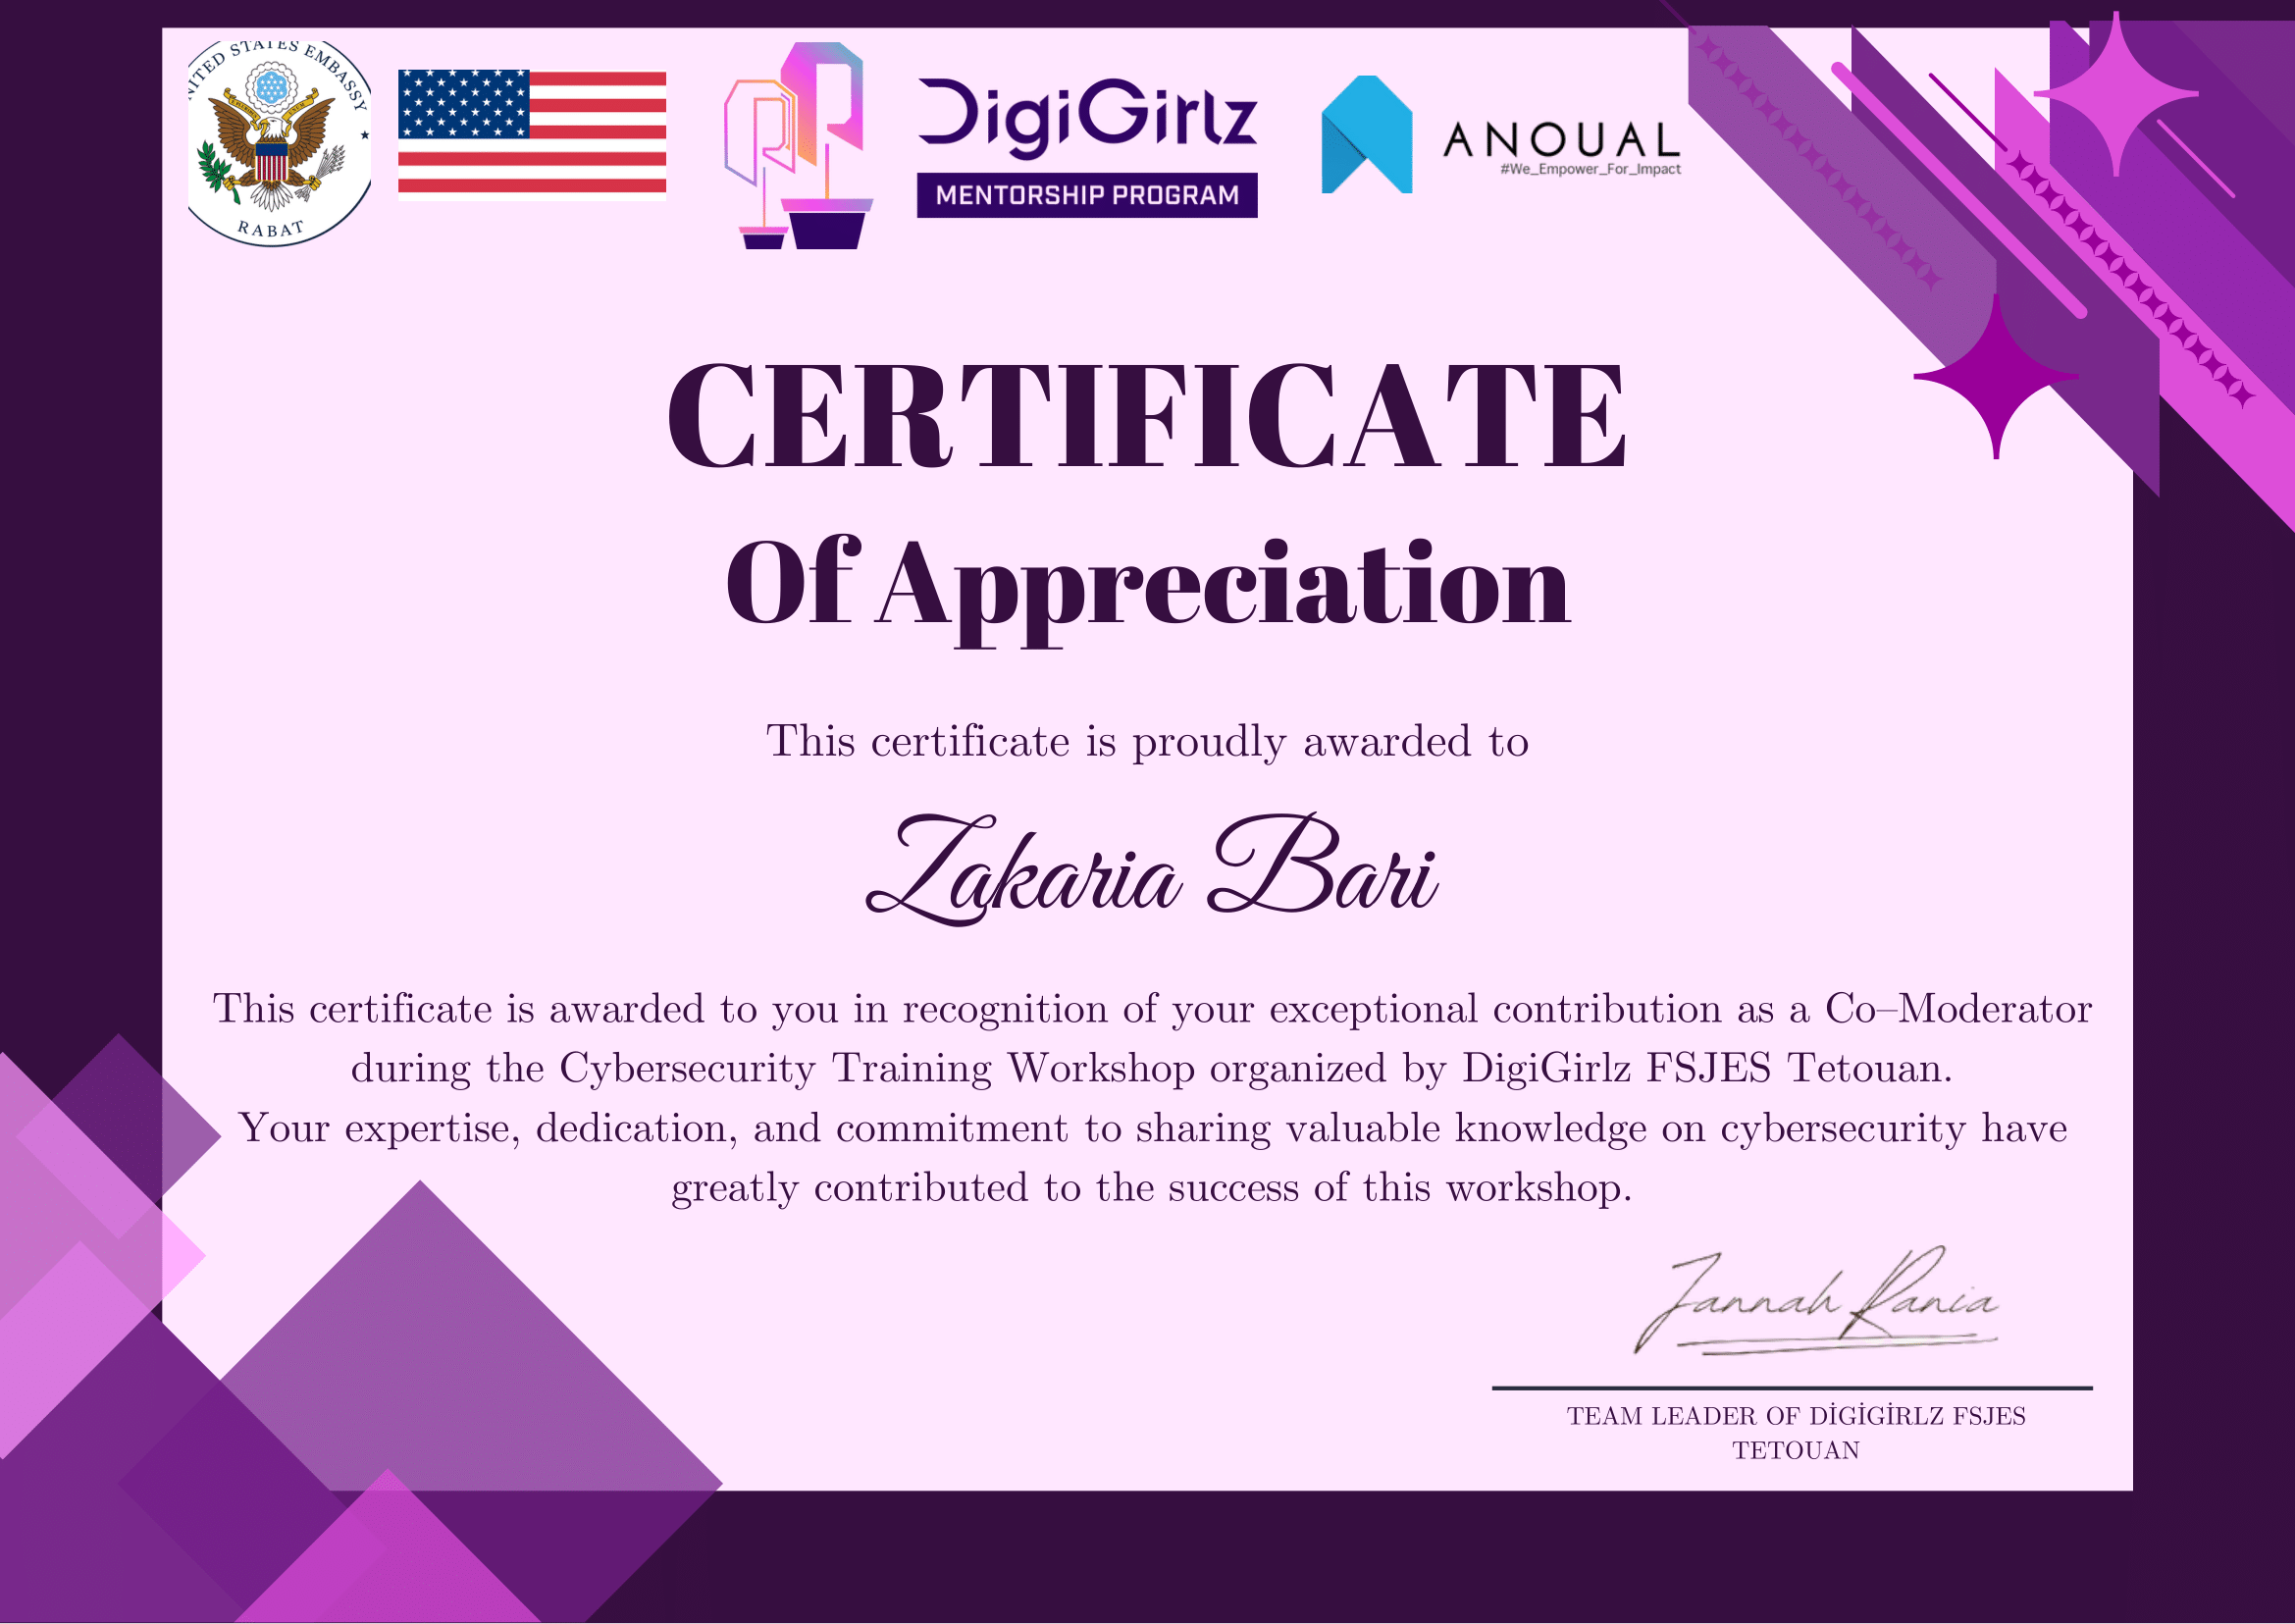 UNITED STATES EMBASSY
RABAT
DigiGirlz
MENTORSHIP PROGRAM
ANOUAL
#We_Empower_For_Impact
CERTIFICATE
Of Appreciation
This certificate is proudly awarded to
Zakaria Bari
This certificate is awarded to you in recognition of your exceptional contribution as a Co–Moderator
during the Cybersecurity Training Workshop organized by DigiGirlz FSJES Tetouan.
Your expertise, dedication, and commitment to sharing valuable knowledge on cybersecurity have
greatly contributed to the success of this workshop.
Jannah Rania
TEAM LEADER OF DİGİGİRLZ FSJES
TETOUAN